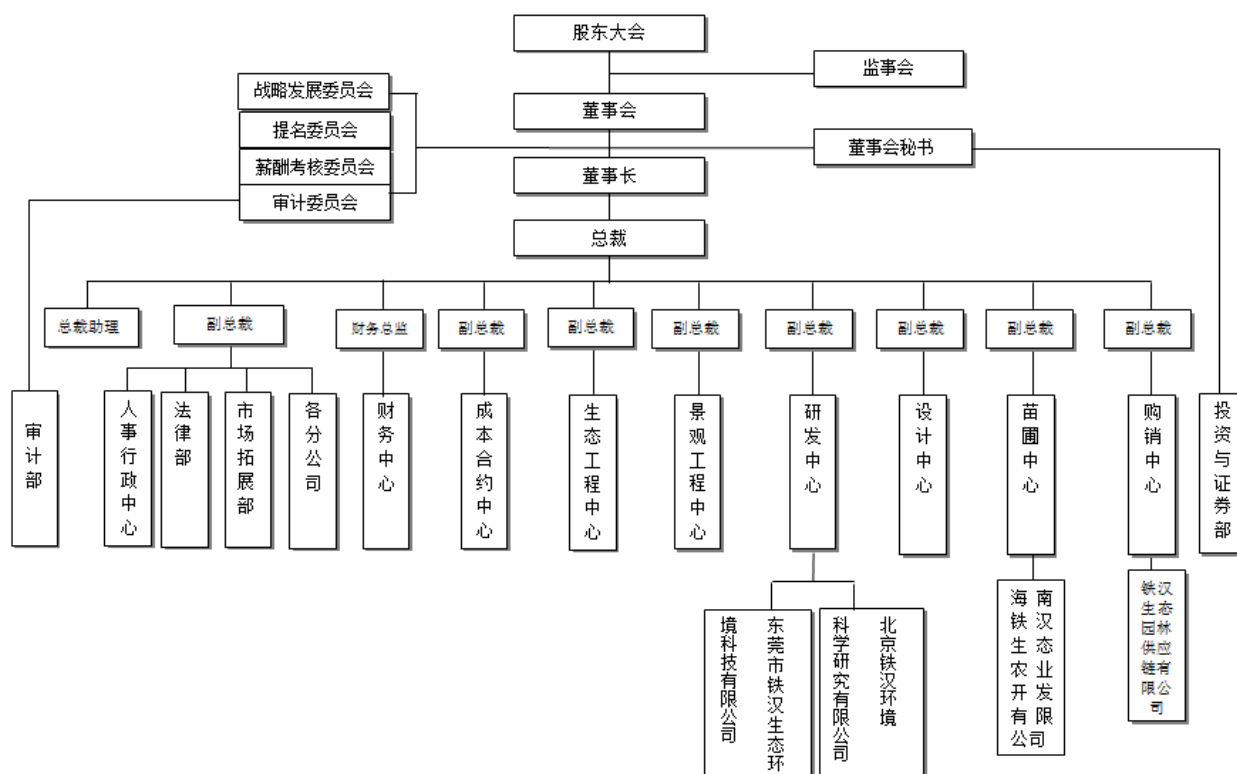 股东大会
监事会
战略发展委员会
董事会
提名委员会
董事会秘书
薪酬考核委员会
董事长
审计委员会
总裁
总裁助理
副总裁
财务总监
副总裁
副总裁
副总裁
副总裁
副总裁
副总裁
副总裁
审计部
人事行政中心
法律部
市场拓展部
各分公司
财务中心
成本合约中心
生态工程中心
景观工程中心
研发中心
设计中心
苗圃中心
购销中心
投资与证券部
东莞市铁汉生态环
境科技有限公司
北京铁汉环境
科学研究有限公司
海南
铁汉
生态
农业
开发
有限
公司
铁汉
生态
园林
供应
链有
限公
司